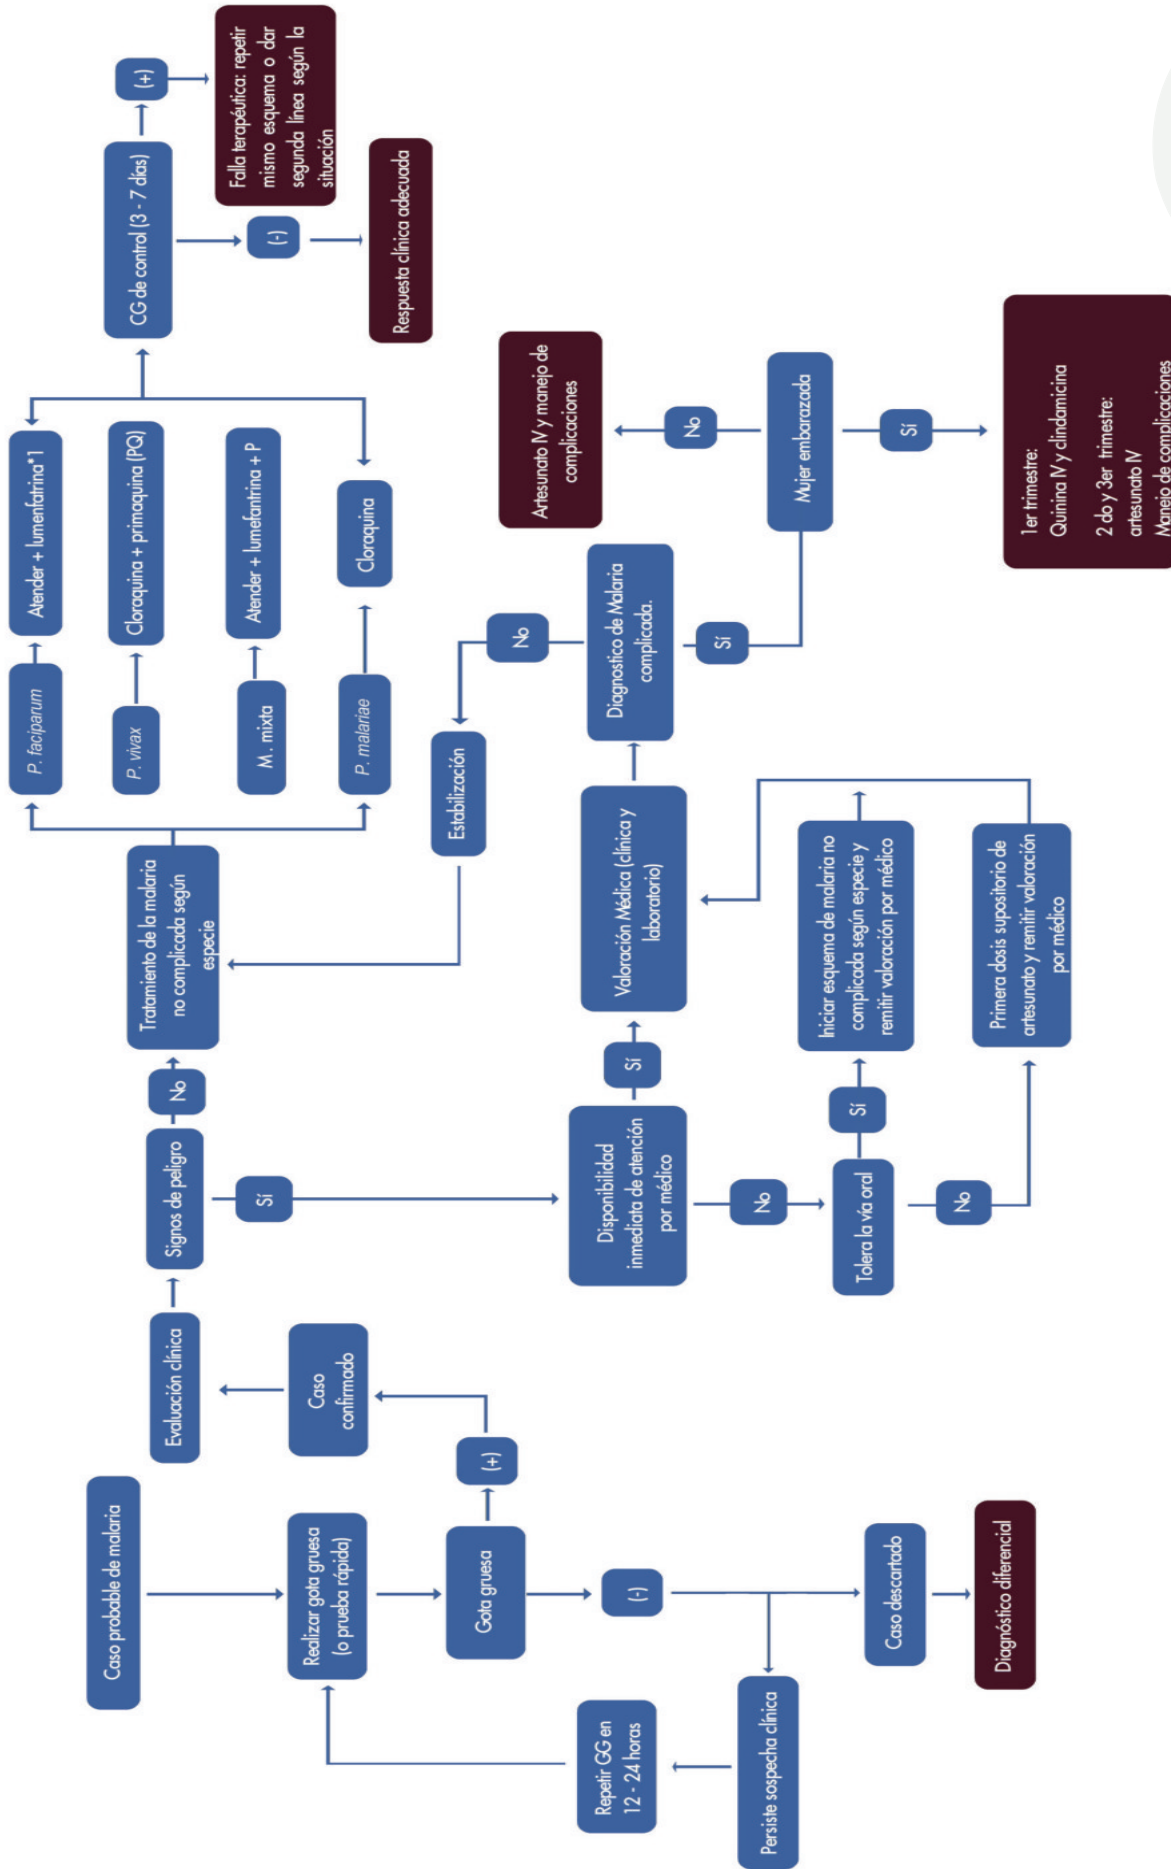 Caso probable de malaria
Realizar gota gruesa
(o prueba rápida)
Gota gruesa
(+)
Caso
confirmado
Evaluación clínica
(-)
Persiste sospecha clínica
Repetir GG en
12 - 24 horas
Caso descartado
Diagnóstico diferencial
Signos de peligro
No
Tratamiento de la malaria
no complicada según
especie
P. faciparum
Atender + lumenfatrina*1
P. vivax
Cloraquina + primaquina (PQ)
M. mixta
Atender + lumefantrina + P
P. malariae
Cloraquina
CG de control (3 - 7 días)
(+)
Falla terapéutica: repetir
mismo esquema o dar
segunda línea según la
situación
(-)
Respuesta clínica adecuada
Sí
Disponibilidad
inmediata de atención
por médico
Sí
Valoración Médica (clínica y
laboratorio)
No
Tolera la vía oral
Sí
Iniciar esquema de malaria no
complicada según especie y
remitir valoración por médico
No
Primera dosis supositorio de
artesunato y remitir valoración
por médico
Diagnostico de Malaria
complicada.
No
Estabilización
Sí
Mujer embarazada
No
Artesunato IV y manejo de
complicaciones
Sí
1er trimestre:
Quinina IV y clindamicina
2 do y 3er trimestre:
artesunato IV
Manejo de complicaciones